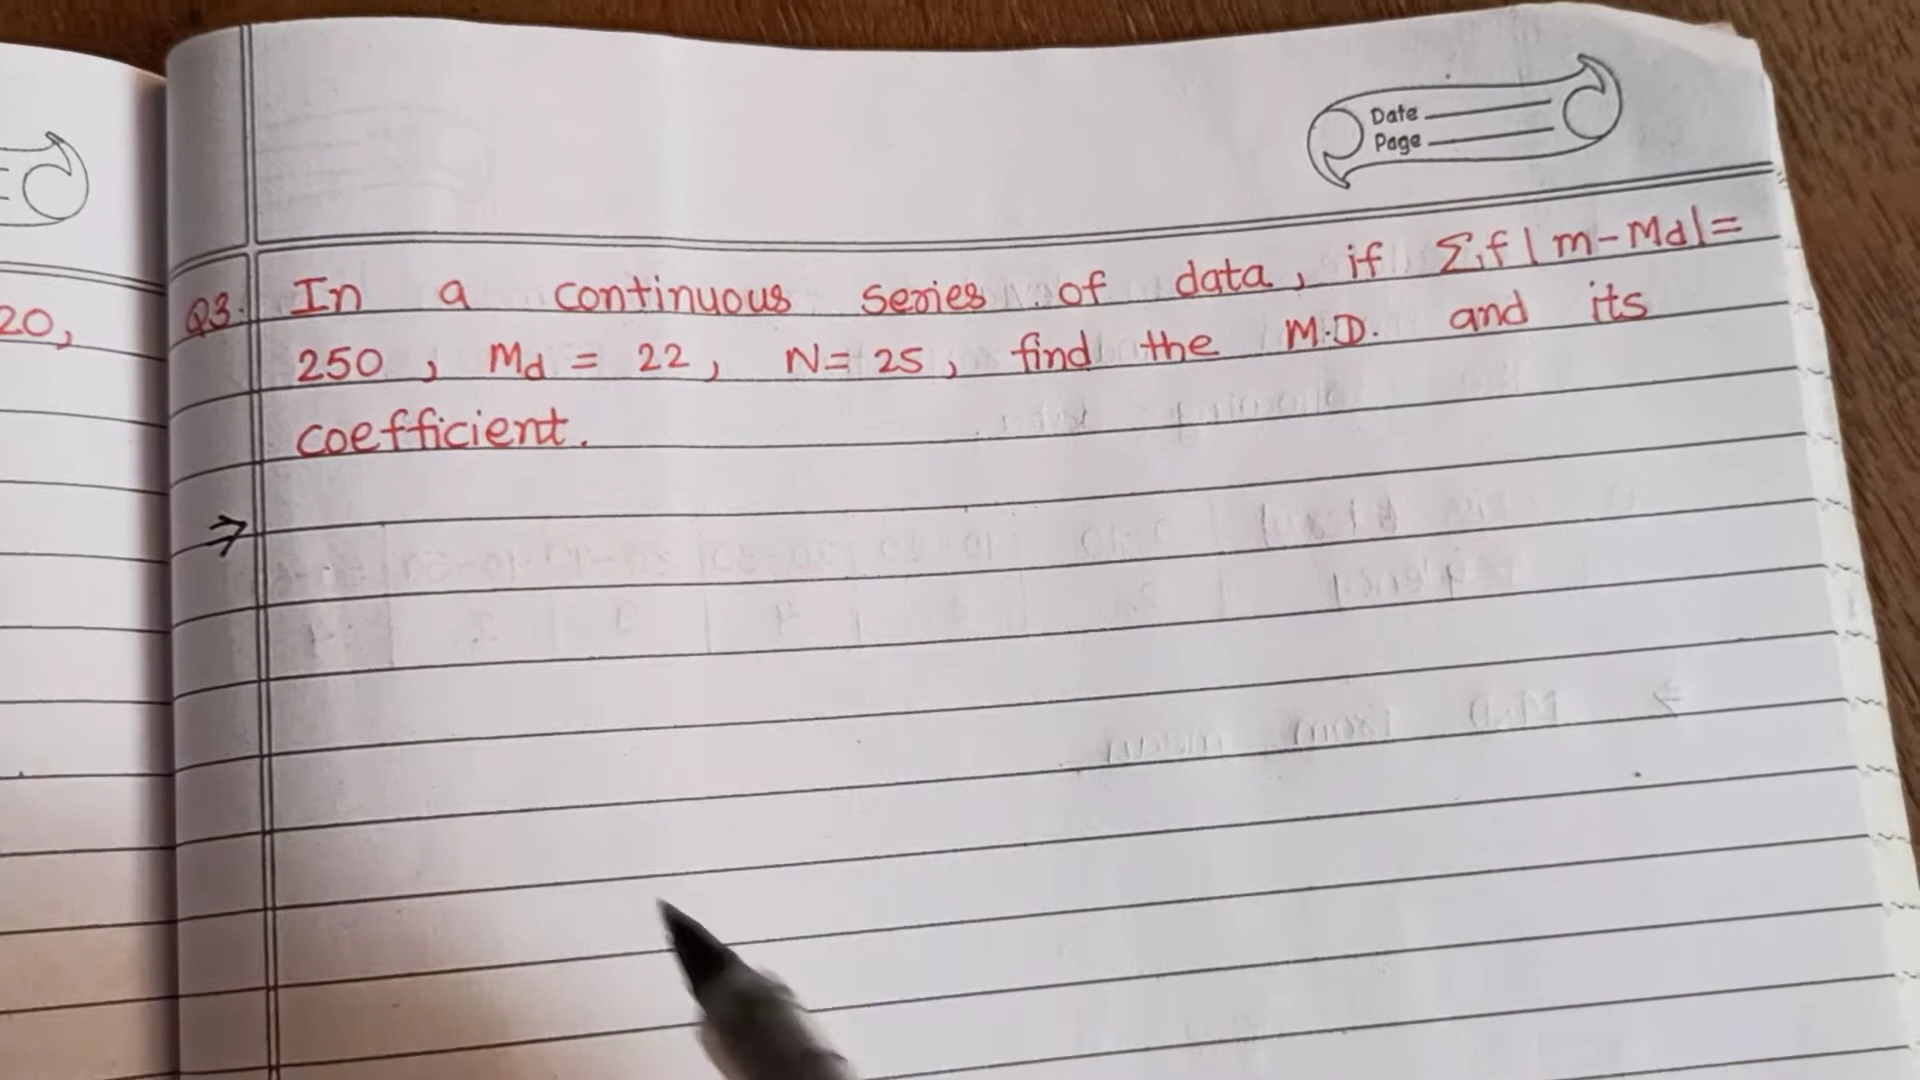 Date
Page
20,
Q3. In a continuous series of data, if Σf|m-Md|=
250, Md = 22, N= 25, find the M.D. and its
coefficient.
⇒